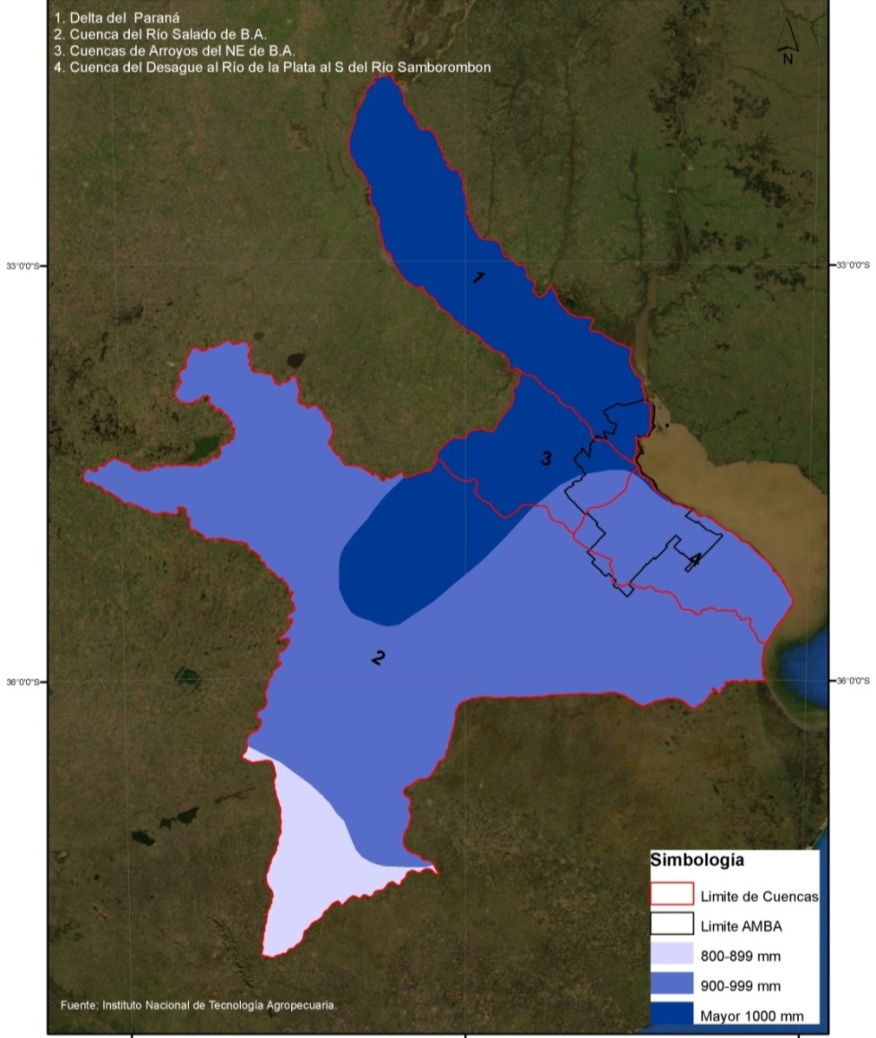 1. Delta del Paraná
2. Cuenca del Río Salado de B.A.
3. Cuencas de Arroyos del NE de B.A.
4. Cuenca del Desague al Río de la Plata al S del Río Samborombon
N
33°0'0"S
33°0'0"S
1
3
4
2
36°0'0"S
36°0'0"S
Simbología
Limite de Cuencas
Limite AMBA
800-899 mm
900-999 mm
Mayor 1000 mm
Fuente: Instituto Nacional de Tecnología Agropecuaria.